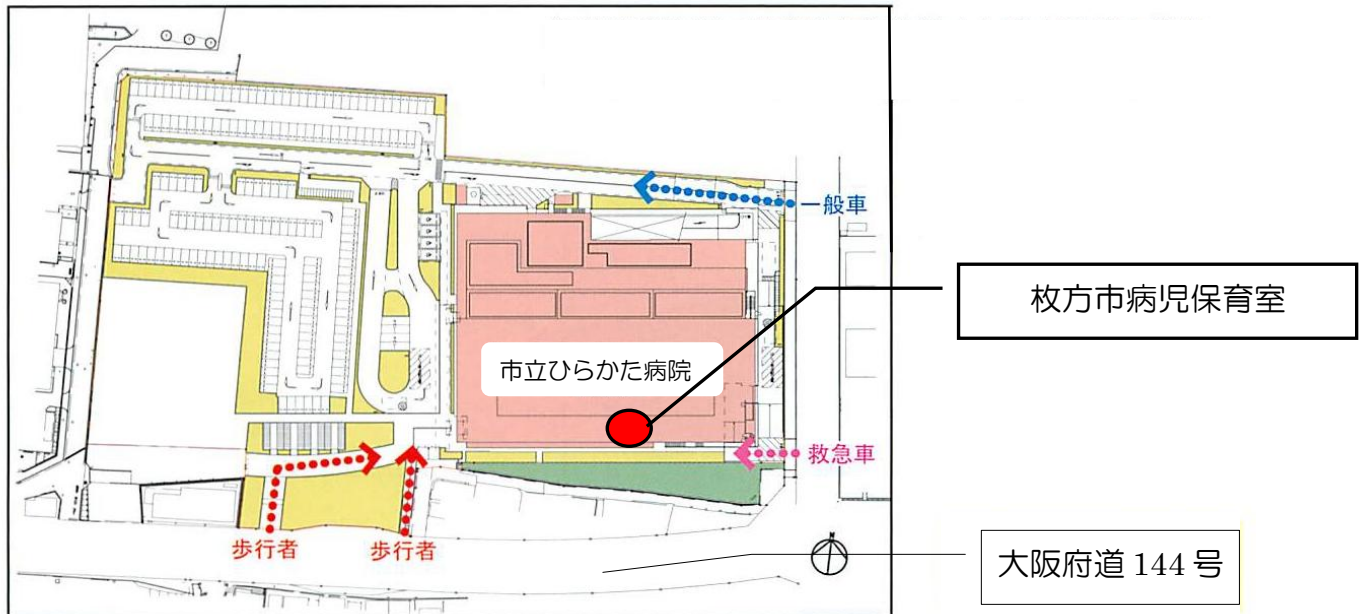 一般車
枚方市病児保育室
市立ひらかた病院
救急車
歩行者
歩行者
大阪府道 144 号